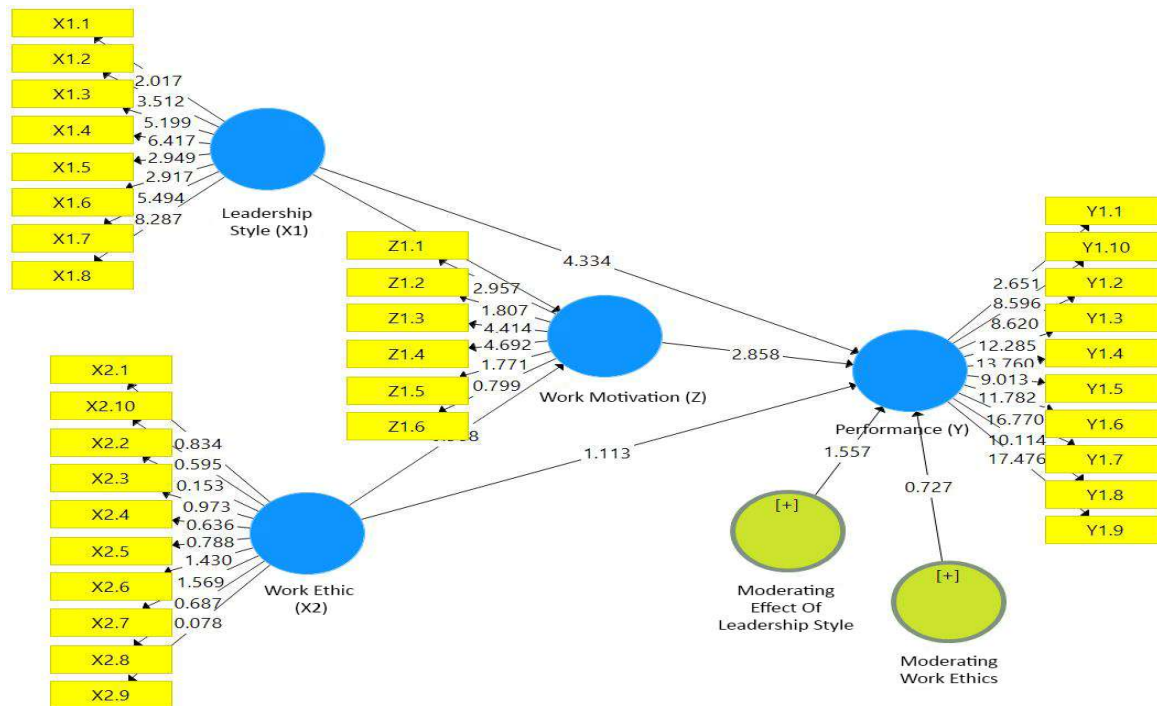 X1.1
X1.2
X1.3
X1.4
X1.5
X1.6
X1.7
X1.8
2.017
3.512
5.199
6.417
2.949
2.917
5.494
8.287
Leadership
Style (X1)
Z1.1
Z1.2
Z1.3
Z1.4
Z1.5
Z1.6
2.957
1.807
4.414
4.692
1.771
0.799
Work Motivation (Z)
4.334
2.858
1.113
X2.1
X2.10
X2.2
X2.3
X2.4
X2.5
X2.6
X2.7
X2.8
X2.9
0.834
0.595
0.153
0.973
0.636
0.788
1.430
1.569
0.687
0.078
Work Ethic
(X2)
Y1.1
Y1.10
Y1.2
Y1.3
Y1.4
Y1.5
Y1.6
Y1.7
Y1.8
Y1.9
2.651
8.596
8.620
12.285
13.760
9.013
11.782
16.770
10.114
17.476
Performance (Y)
1.557
0.727
[+]
Moderating
Effect Of
Leadership Style
[+]
Moderating
Work Ethics